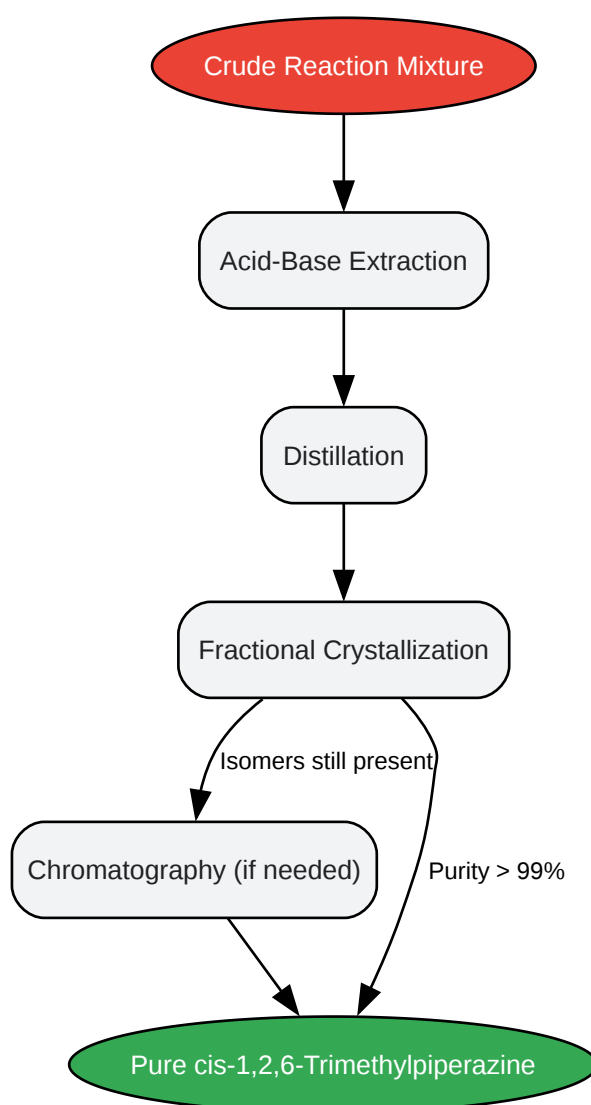 Crude Reaction Mixture
Acid-Base Extraction
Distillation
Fractional Crystallization
Isomers still present
Chromatography (if needed)
Purity > 99%
Pure cis-1,2,6-Trimethylpiperazine